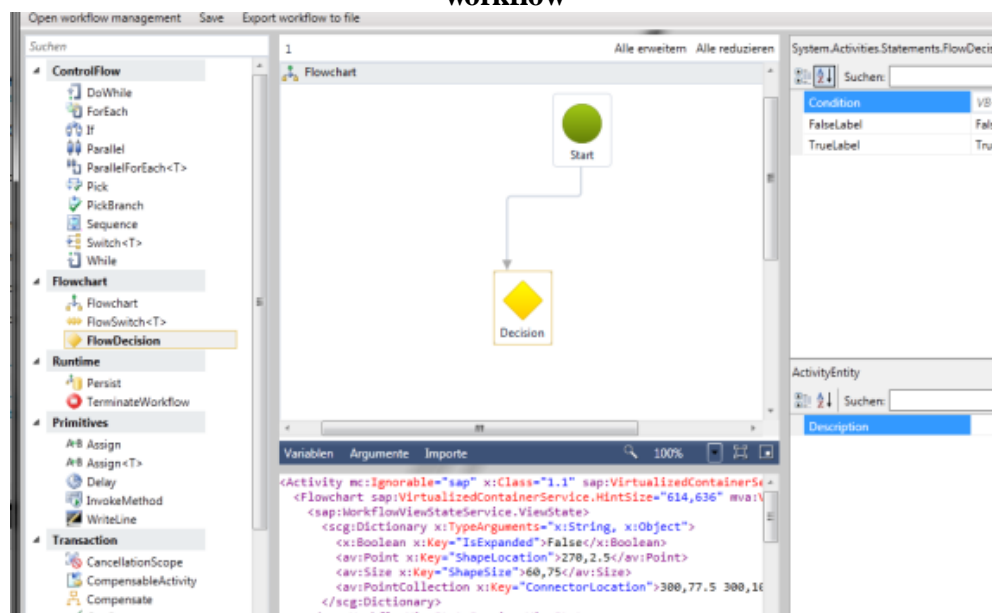 workflow
Open workflow management Save Export workflow to file
Suchen
ControlFlow
DoWhile
ForEach
If
Parallel
ParallelForEach<T>
Pick
PickBranch
Sequence
Switch<T>
While
Flowchart
Flowchart
FlowSwitch<T>
FlowDecision
Runtime
Persist
TerminateWorkflow
Primitives
A+B Assign
A+B Assign<T>
Delay
InvokeMethod
WriteLine
Transaction
CancellationScope
CompensableActivity
Compensate
1 Alle erweitern Alle reduzieren
Flowchart
Start
Decision
Variablen Argumente Importe 100%
<Activity mc:Ignorable="sap" x:Class="1.1" sap:VirtualizedContainerSe
<Flowchart sap:VirtualizedContainerService.HintSize="614,636" mva:V
<sap:WorkflowViewStateService.ViewState>
<scg:Dictionary x:TypeArguments="x:String, x:Object">
<x:Boolean x:Key="IsExpanded">False</x:Boolean>
<av:Point x:Key="ShapeLocation">270,2.5</av:Point>
<av:Size x:Key="ShapeSize">60,75</av:Size>
<av:PointCollection x:Key="ConnectorLocation">300,77.5 300,10
</scg:Dictionary>
System.Activities.Statements.FlowDecis
Suchen:
Condition VB
FalseLabel Fals
TrueLabel Tru
ActivityEntity
Suchen:
Description